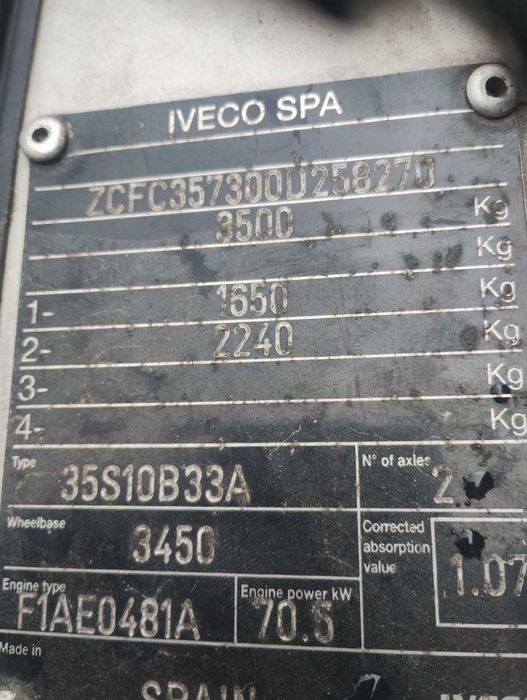 IVECO SPA
ZCFC357300D258270
3500 Kg
Kg
1- 1650 Kg
2- 2240 Kg
3- Kg
4- Kg
Type 35S10B33A N° of axles 2
Wheelbase 3450 Corrected absorption value 1.07
Engine type F1AE0481A Engine power kW 70.5
Made in SPAIN